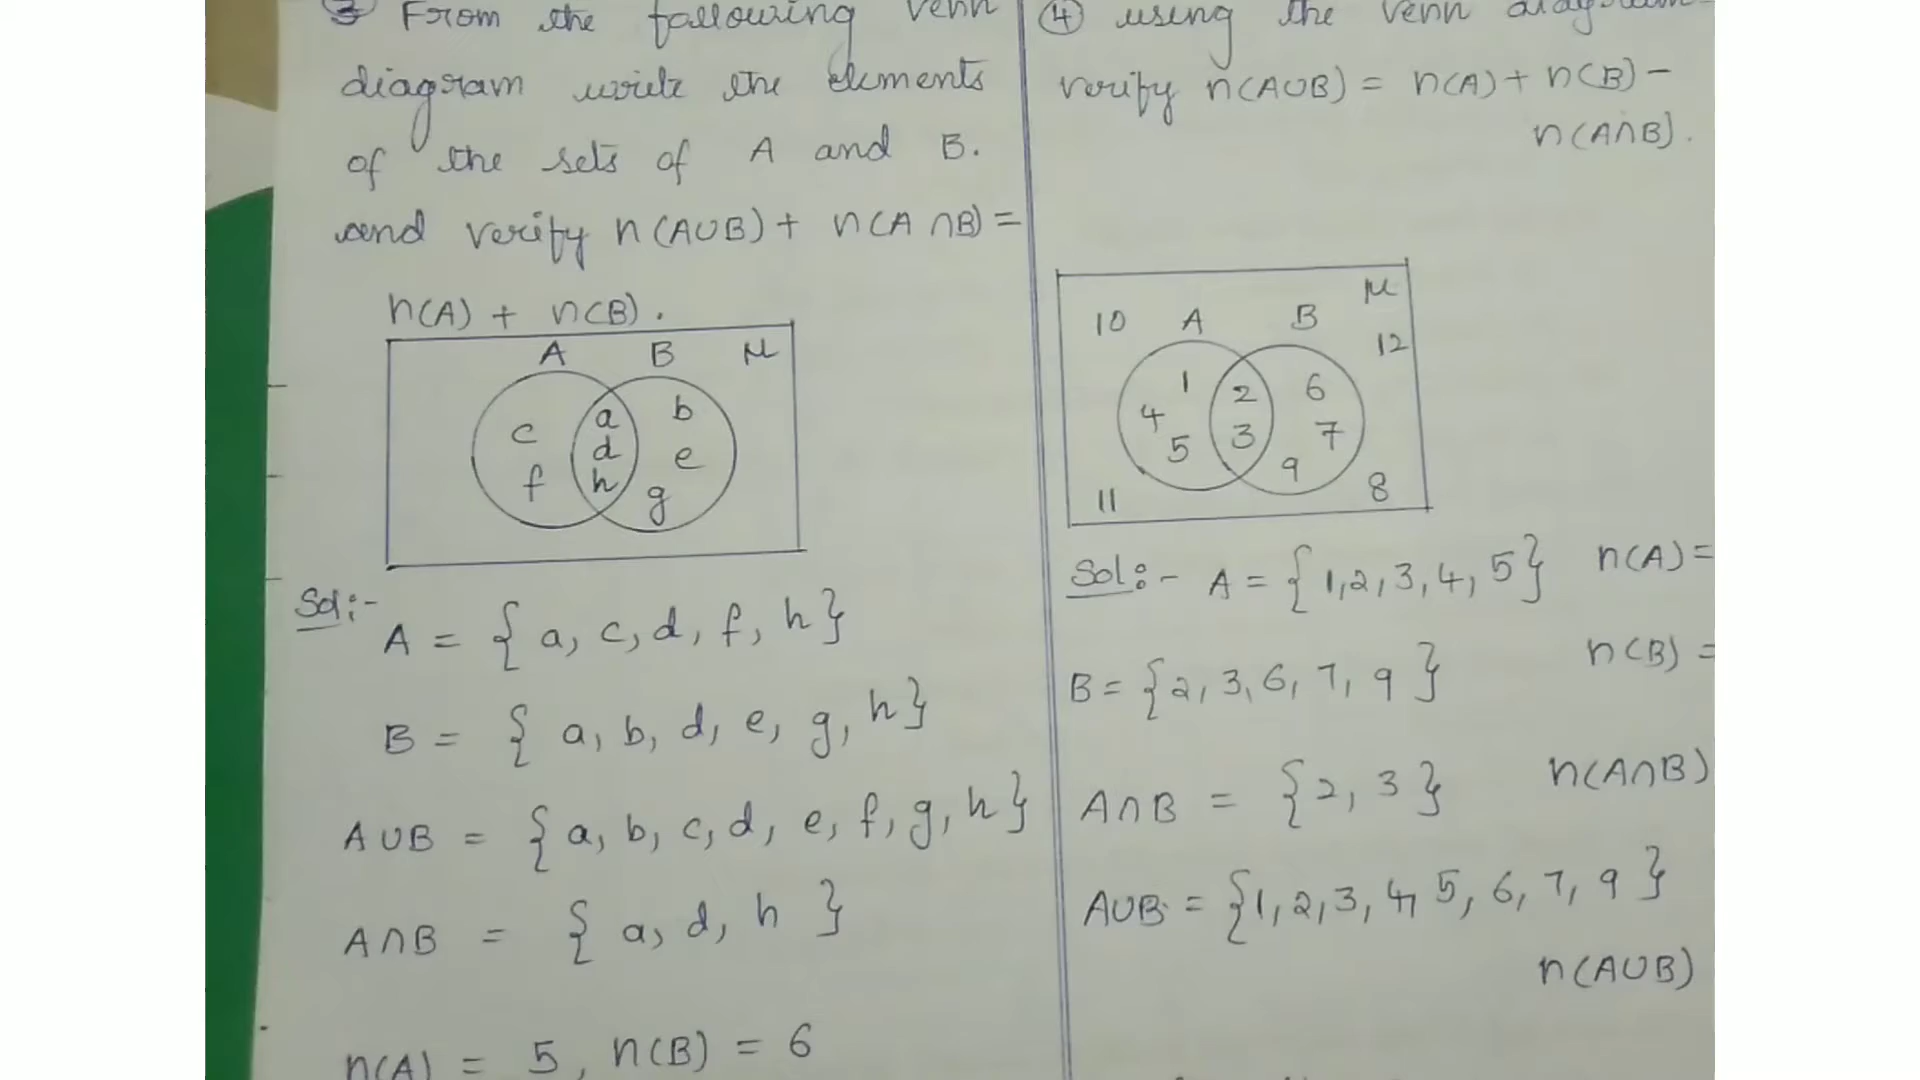 ③ From the following Venn
diagram write the elements
of the sets of A and B.
and verify n(A∪B) + n(A ∩B) =
n(A) + n(B).
A B μ
c a b
d e
f h g
Sol:-
A = { a, c, d, f, h}
B = { a, b, d, e, g, h}
A∪B = { a, b, c, d, e, f, g, h}
A∩B = { a, d, h }
n(A) = 5, n(B) = 6
④ using the Venn diagram
verify n(A∪B) = n(A) + n(B) -
n(A∩B).
μ
10 A B
12
1 2 6
4 3 7
5 9
11 8
Sol:- A = { 1,2,3,4,5} n(A) =
B = {2, 3, 6, 7, 9 } n(B) =
A∩B = {2, 3 } n(A∩B)
A∪B = {1, 2, 3, 4, 5, 6, 7, 9 }
n(A∪B)